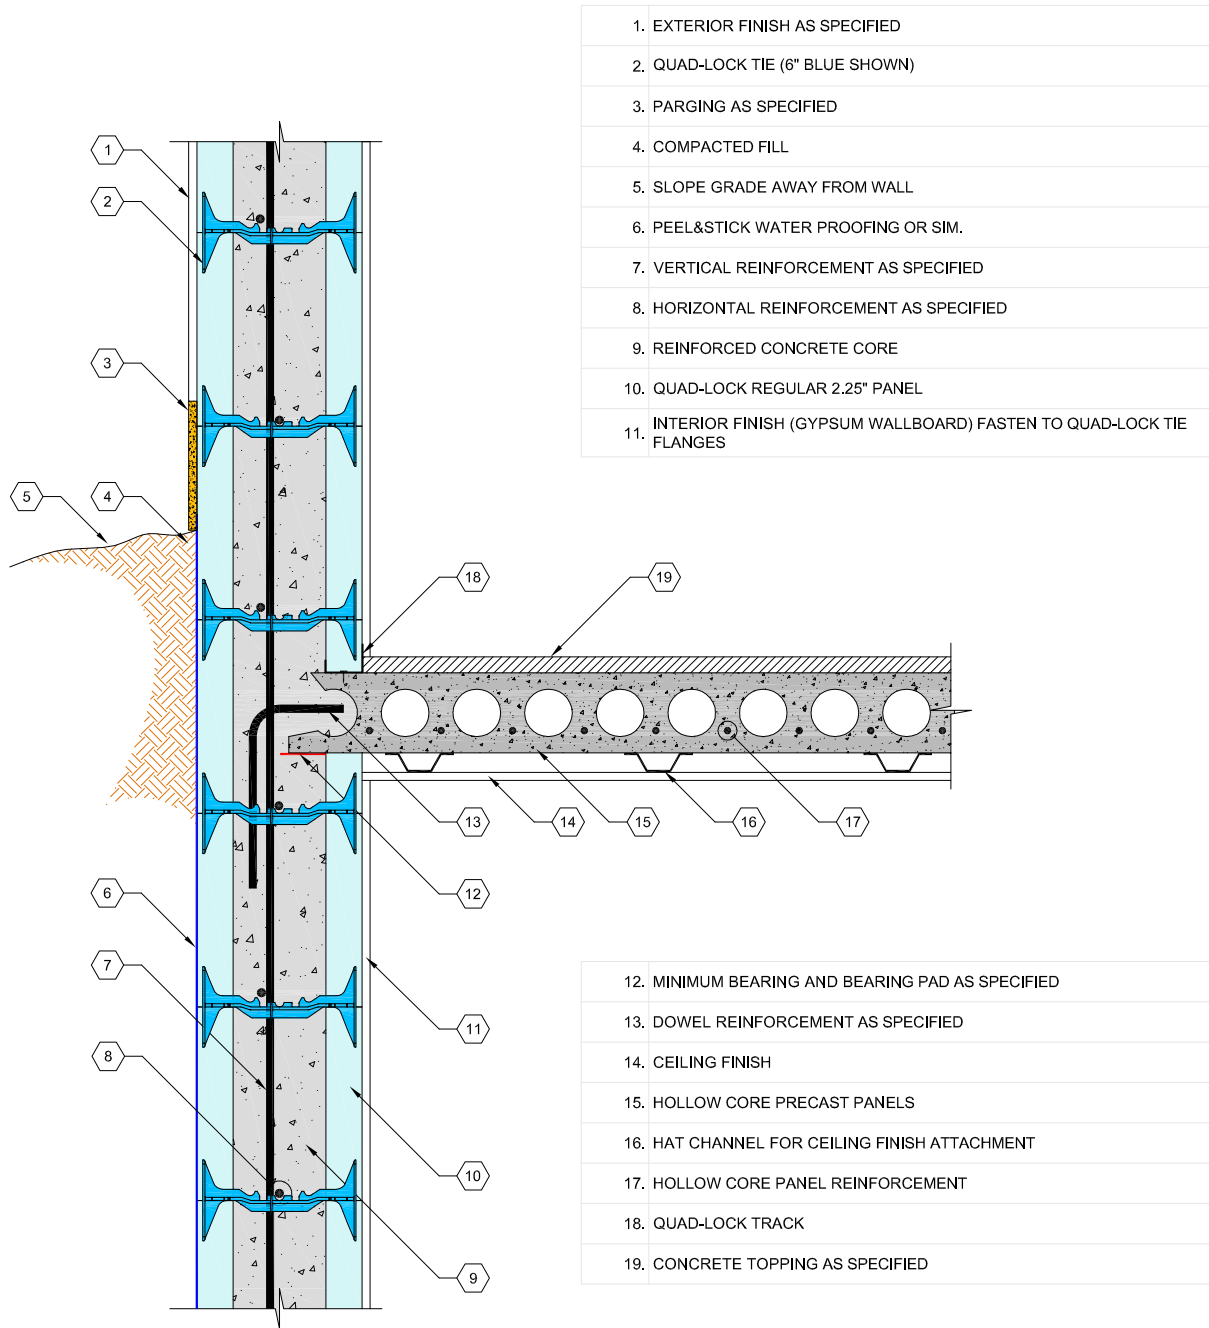 1. EXTERIOR FINISH AS SPECIFIED
2. QUAD-LOCK TIE (6" BLUE SHOWN)
3. PARGING AS SPECIFIED
4. COMPACTED FILL
5. SLOPE GRADE AWAY FROM WALL
6. PEEL&STICK WATER PROOFING OR SIM.
7. VERTICAL REINFORCEMENT AS SPECIFIED
8. HORIZONTAL REINFORCEMENT AS SPECIFIED
9. REINFORCED CONCRETE CORE
10. QUAD-LOCK REGULAR 2.25" PANEL
11. INTERIOR FINISH (GYPSUM WALLBOARD) FASTEN TO QUAD-LOCK TIE
FLANGES
1
2
3
5
4
18
19
13
14
15
16
17
12
6
7
11
8
10
9
12. MINIMUM BEARING AND BEARING PAD AS SPECIFIED
13. DOWEL REINFORCEMENT AS SPECIFIED
14. CEILING FINISH
15. HOLLOW CORE PRECAST PANELS
16. HAT CHANNEL FOR CEILING FINISH ATTACHMENT
17. HOLLOW CORE PANEL REINFORCEMENT
18. QUAD-LOCK TRACK
19. CONCRETE TOPPING AS SPECIFIED